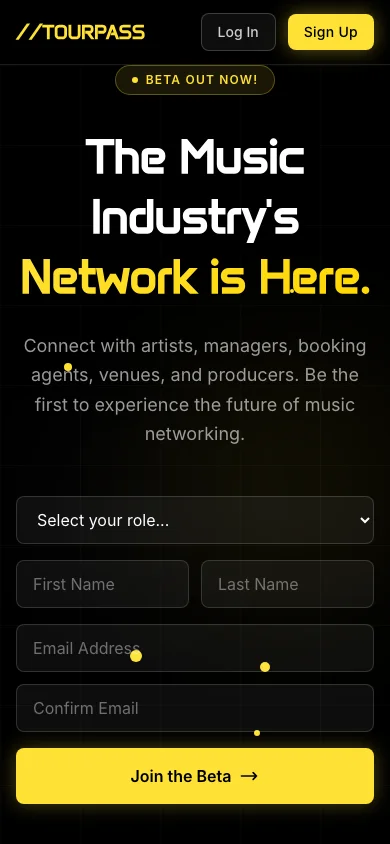 //TOURPASS
Log In
Sign Up
BETA OUT NOW!
The Music
Industry's
Network is Here.
Connect with artists, managers, booking
agents, venues, and producers. Be the
first to experience the future of music
networking.
Select your role...
First Name
Last Name
Email Address
Confirm Email
Join the Beta →